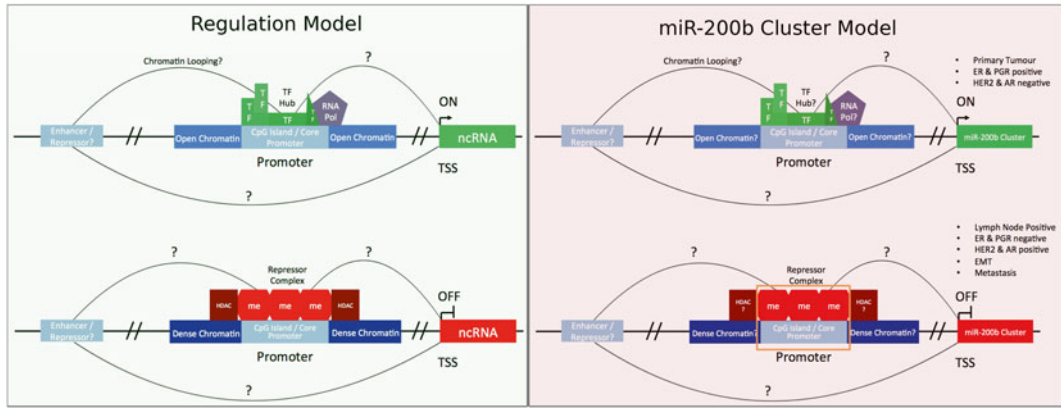 Regulation Model
?
Chromatin Looping?
T F
TF Hub
T F
TF
T F
RNA Pol
ON
Enhancer / Repressor?
//
Open Chromatin
CpG Island / Core Promoter
Open Chromatin
//
ncRNA
Promoter
TSS
?
?
?
Repressor Complex
HDAC
me
me
me
HDAC
OFF
Enhancer / Repressor?
//
Dense Chromatin
CpG Island / Core Promoter
Dense Chromatin
//
ncRNA
Promoter
TSS
?
miR-200b Cluster Model
?
Chromatin Looping?
• Primary Tumour
• ER & PGR positive
• HER2 & AR negative
T F
TF Hub?
T F
TF
T F
RNA Pol?
ON
Enhancer / Repressor?
//
Open Chromatin?
CpG Island / Core Promoter
Open Chromatin?
//
miR-200b Cluster
Promoter
TSS
?
• Lymph Node Positive
• ER & PGR negative
• HER2 & AR positive
• EMT
• Metastasis
?
?
Repressor Complex
HDAC ?
me
me
me
HDAC ?
OFF
Enhancer / Repressor?
//
Dense Chromatin?
CpG Island / Core Promoter
Dense Chromatin?
//
miR-200b Cluster
Promoter
TSS
?